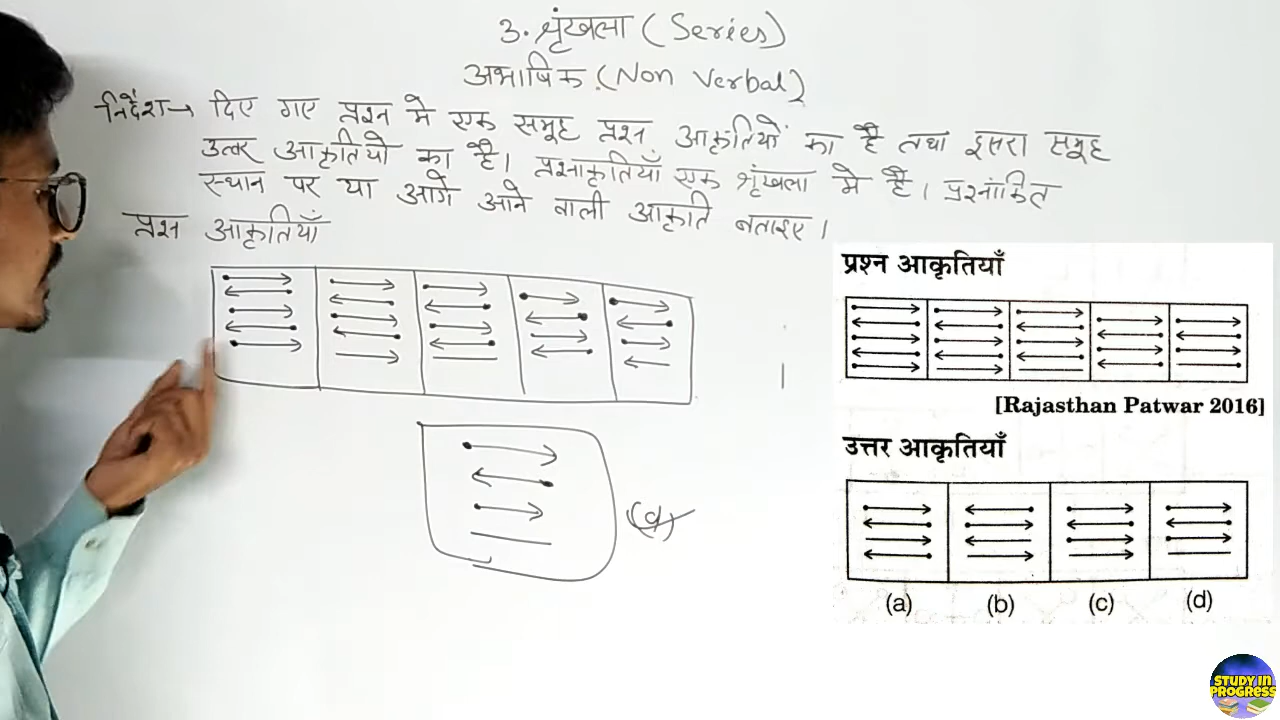 3. श्रृंखला (Series)
अभाषिक (Non Verbal)
निर्देश→ दिए गए प्रश्न मे एक समूह प्रश्न आकृतियों का है तथा दूसरा समूह
उत्तर आकृतियो का है। प्रश्नाकृतियाँ एक श्रृंखला मे है। प्रश्नांकित
स्थान पर या आगे आने वाली आकृति बताइए।
प्रश्न आकृतियाँ
(d)
प्रश्न आकृतियाँ
[Rajasthan Patwar 2016]
उत्तर आकृतियाँ
(a) (b) (c) (d)
STUDY IN
PROGRESS